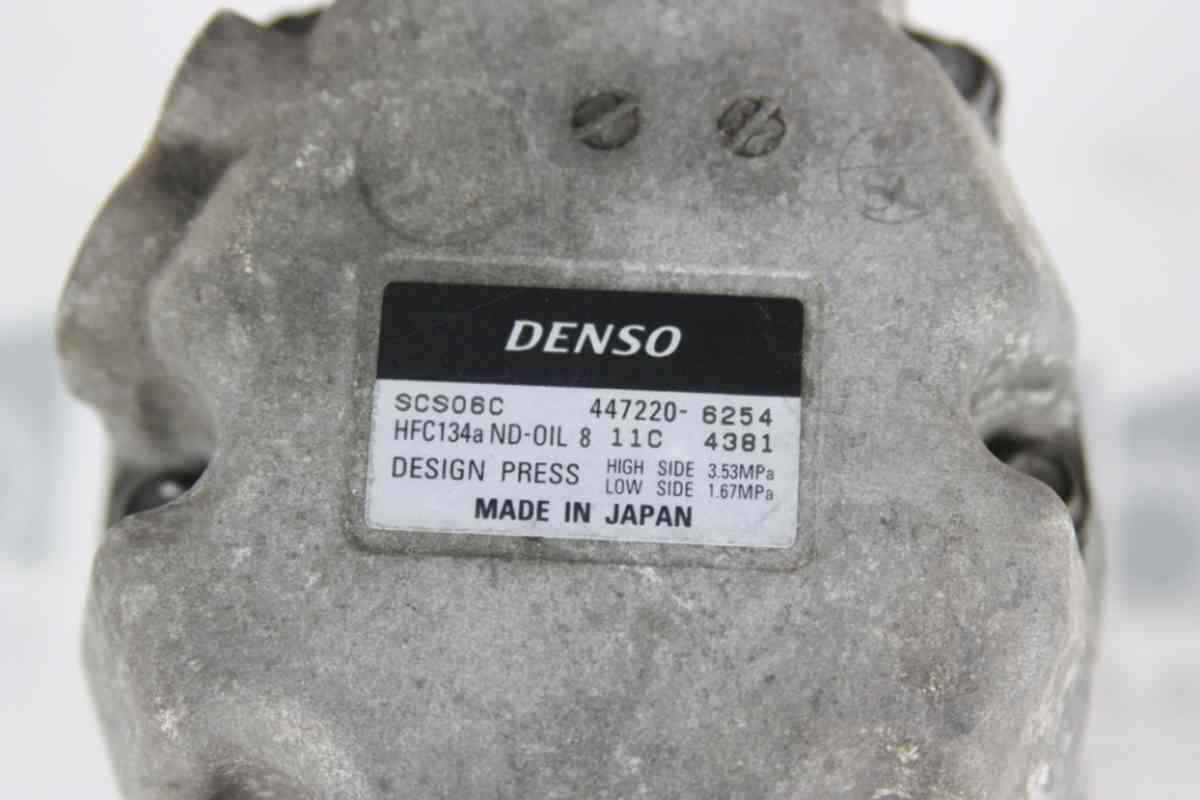 DENSO
SCS06C 447220-6254
HFC134a ND-OIL 8 11C 4381
DESIGN PRESS HIGH SIDE 3.53MPa
LOW SIDE 1.67MPa
MADE IN JAPAN